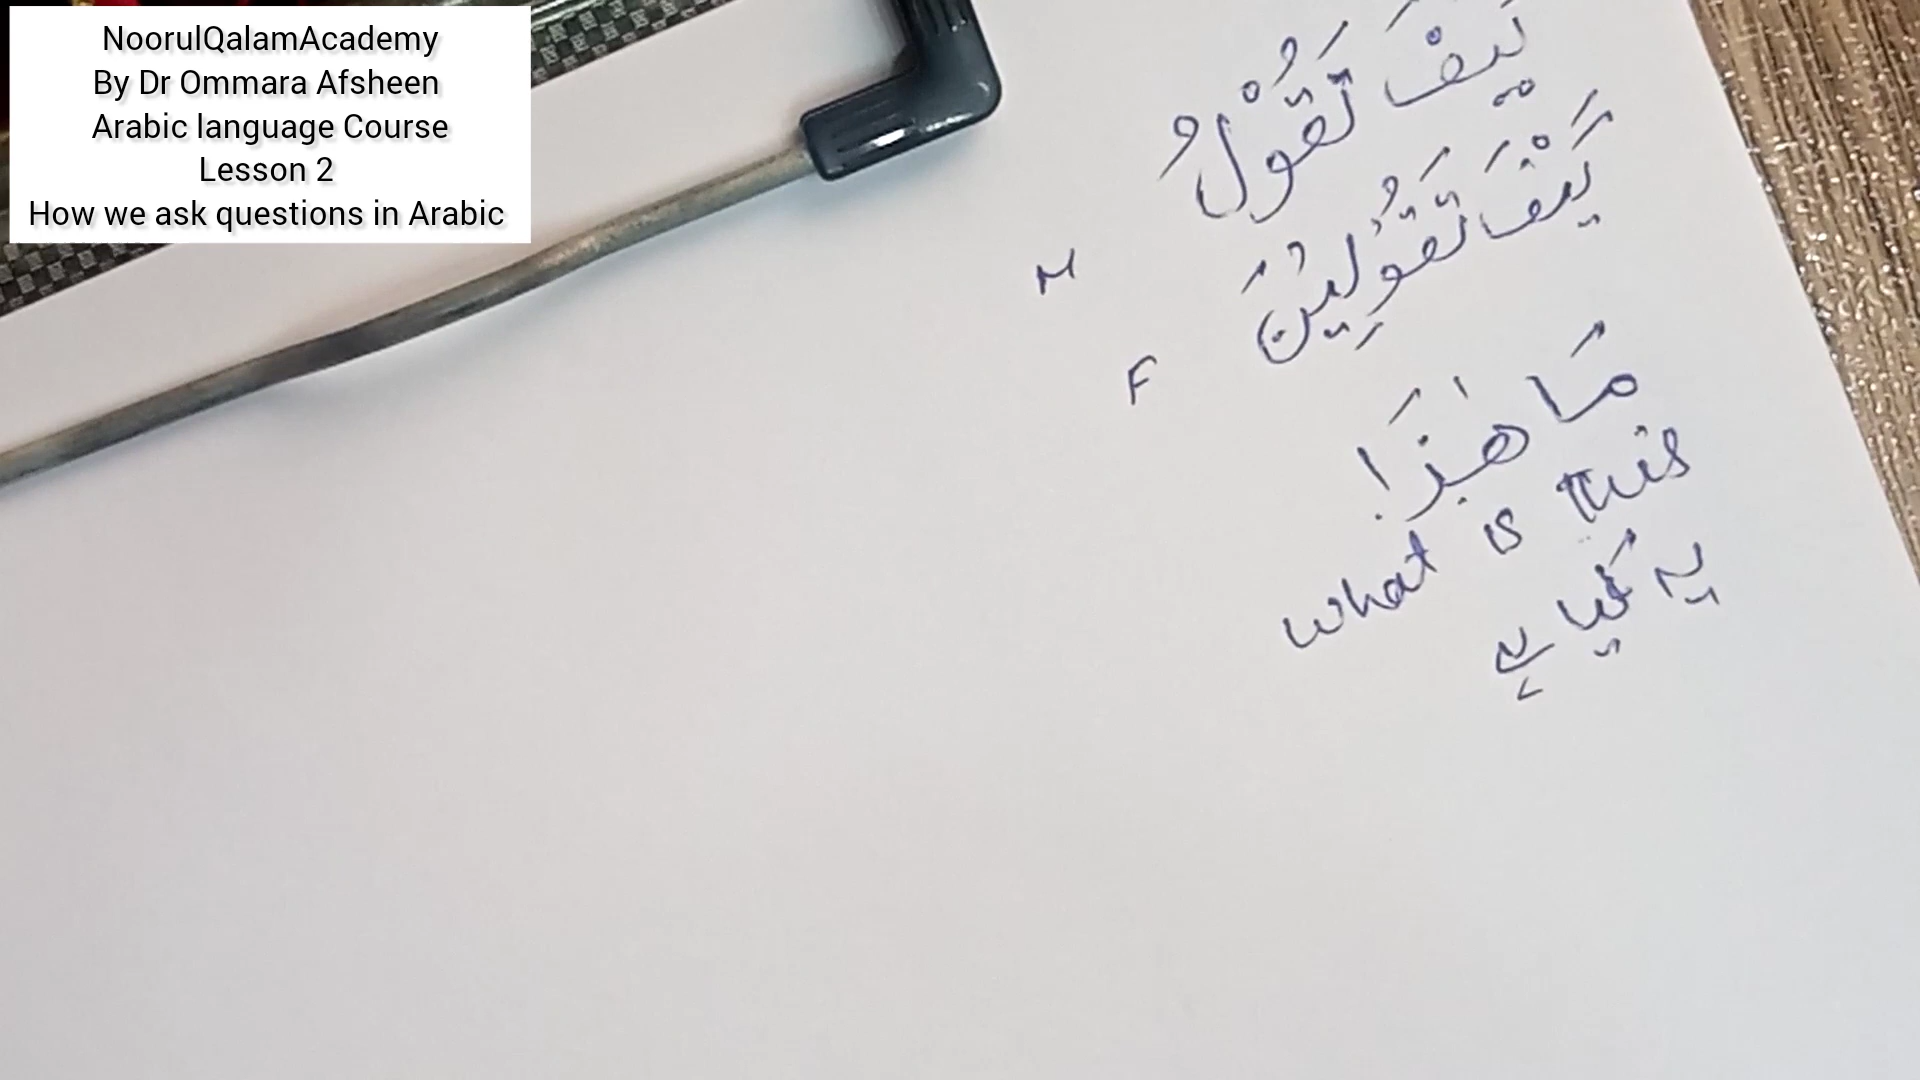 NoorulQalamAcademy
By Dr Ommara Afsheen
Arabic language Course
Lesson 2
How we ask questions in Arabic
كَيْفَ تَقُوْلُ
M
كَيْفَ تَقُوْلِيْنَ
F
مَا هٰذَا
what is this
یہ کیا ہے